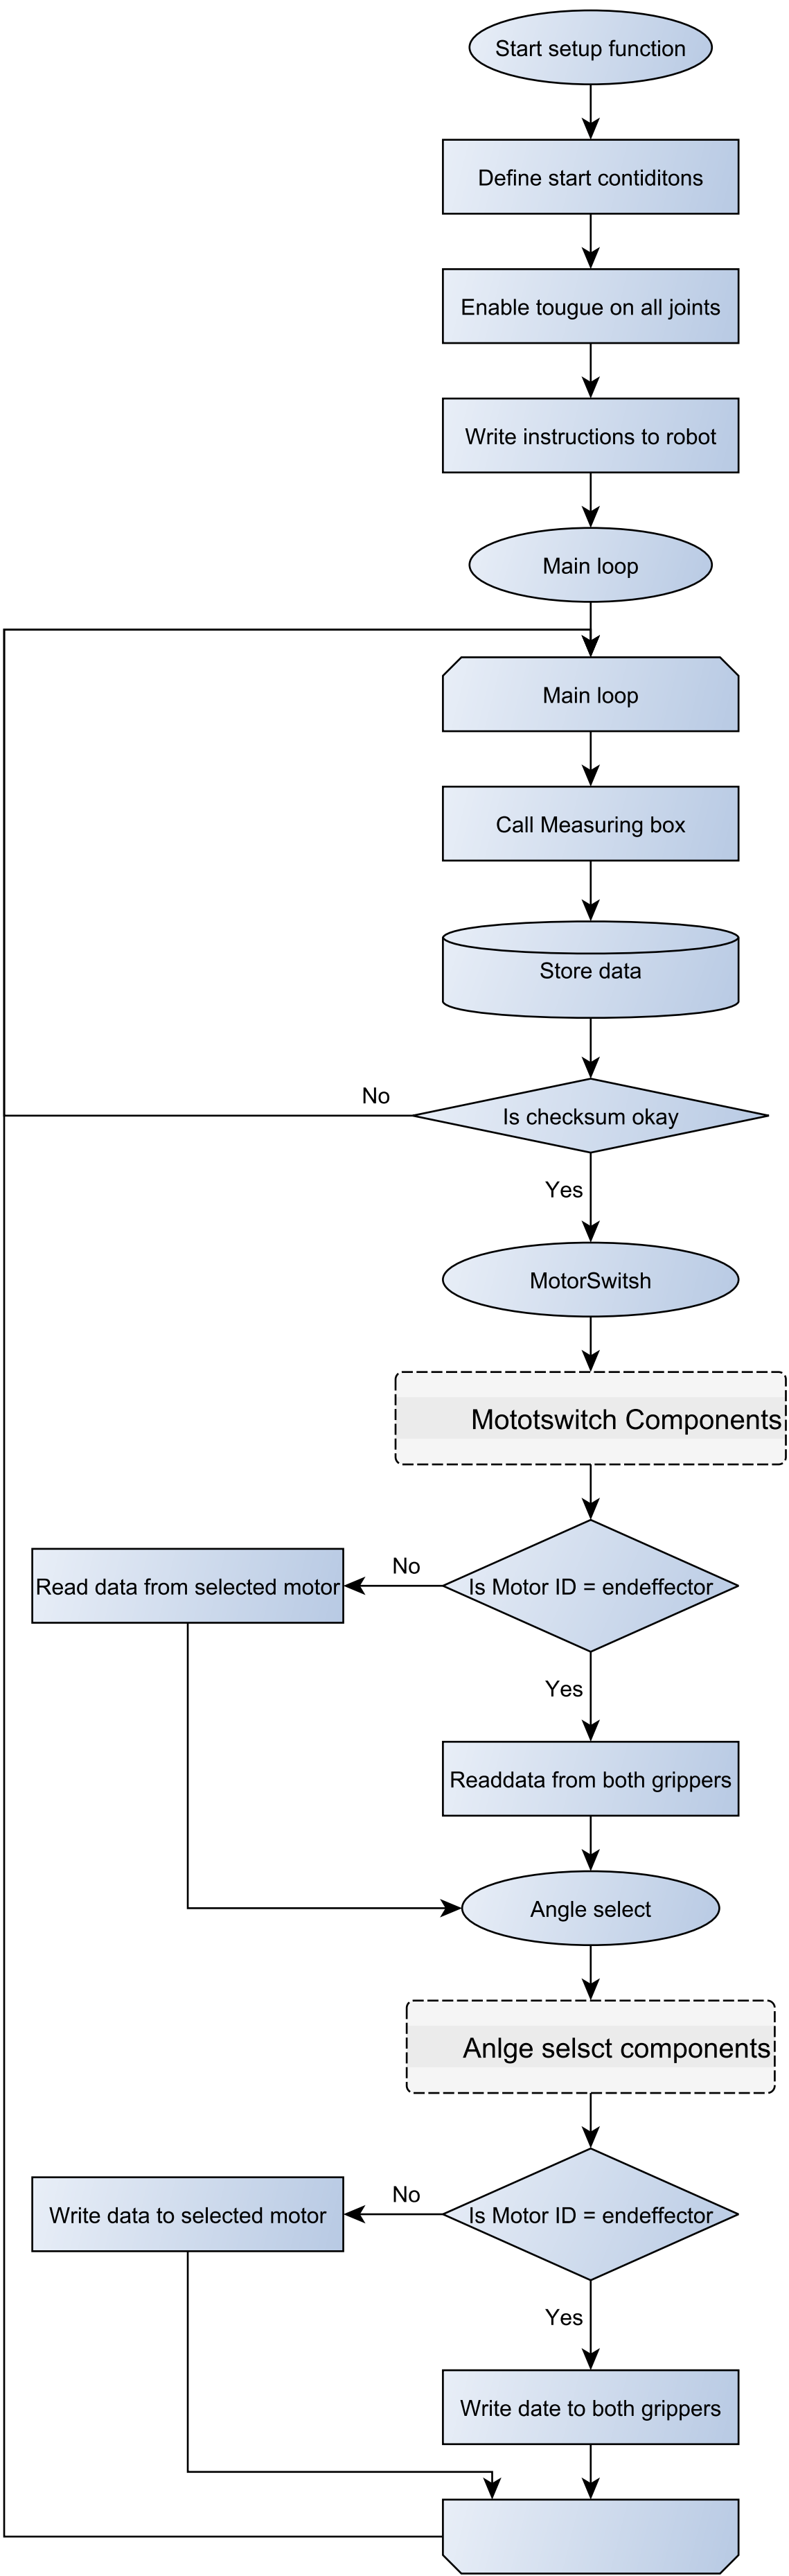 Start setup function
Define start contiditons
Enable tougue on all joints
Write instructions to robot
Main loop
Main loop
Call Measuring box
Store data
No
Is checksum okay
Yes
MotorSwitsh
Mototswitch Components
No
Read data from selected motor
Is Motor ID = endeffector
Yes
Readdata from both grippers
Angle select
Anlge selsct components
No
Write data to selected motor
Is Motor ID = endeffector
Yes
Write date to both grippers